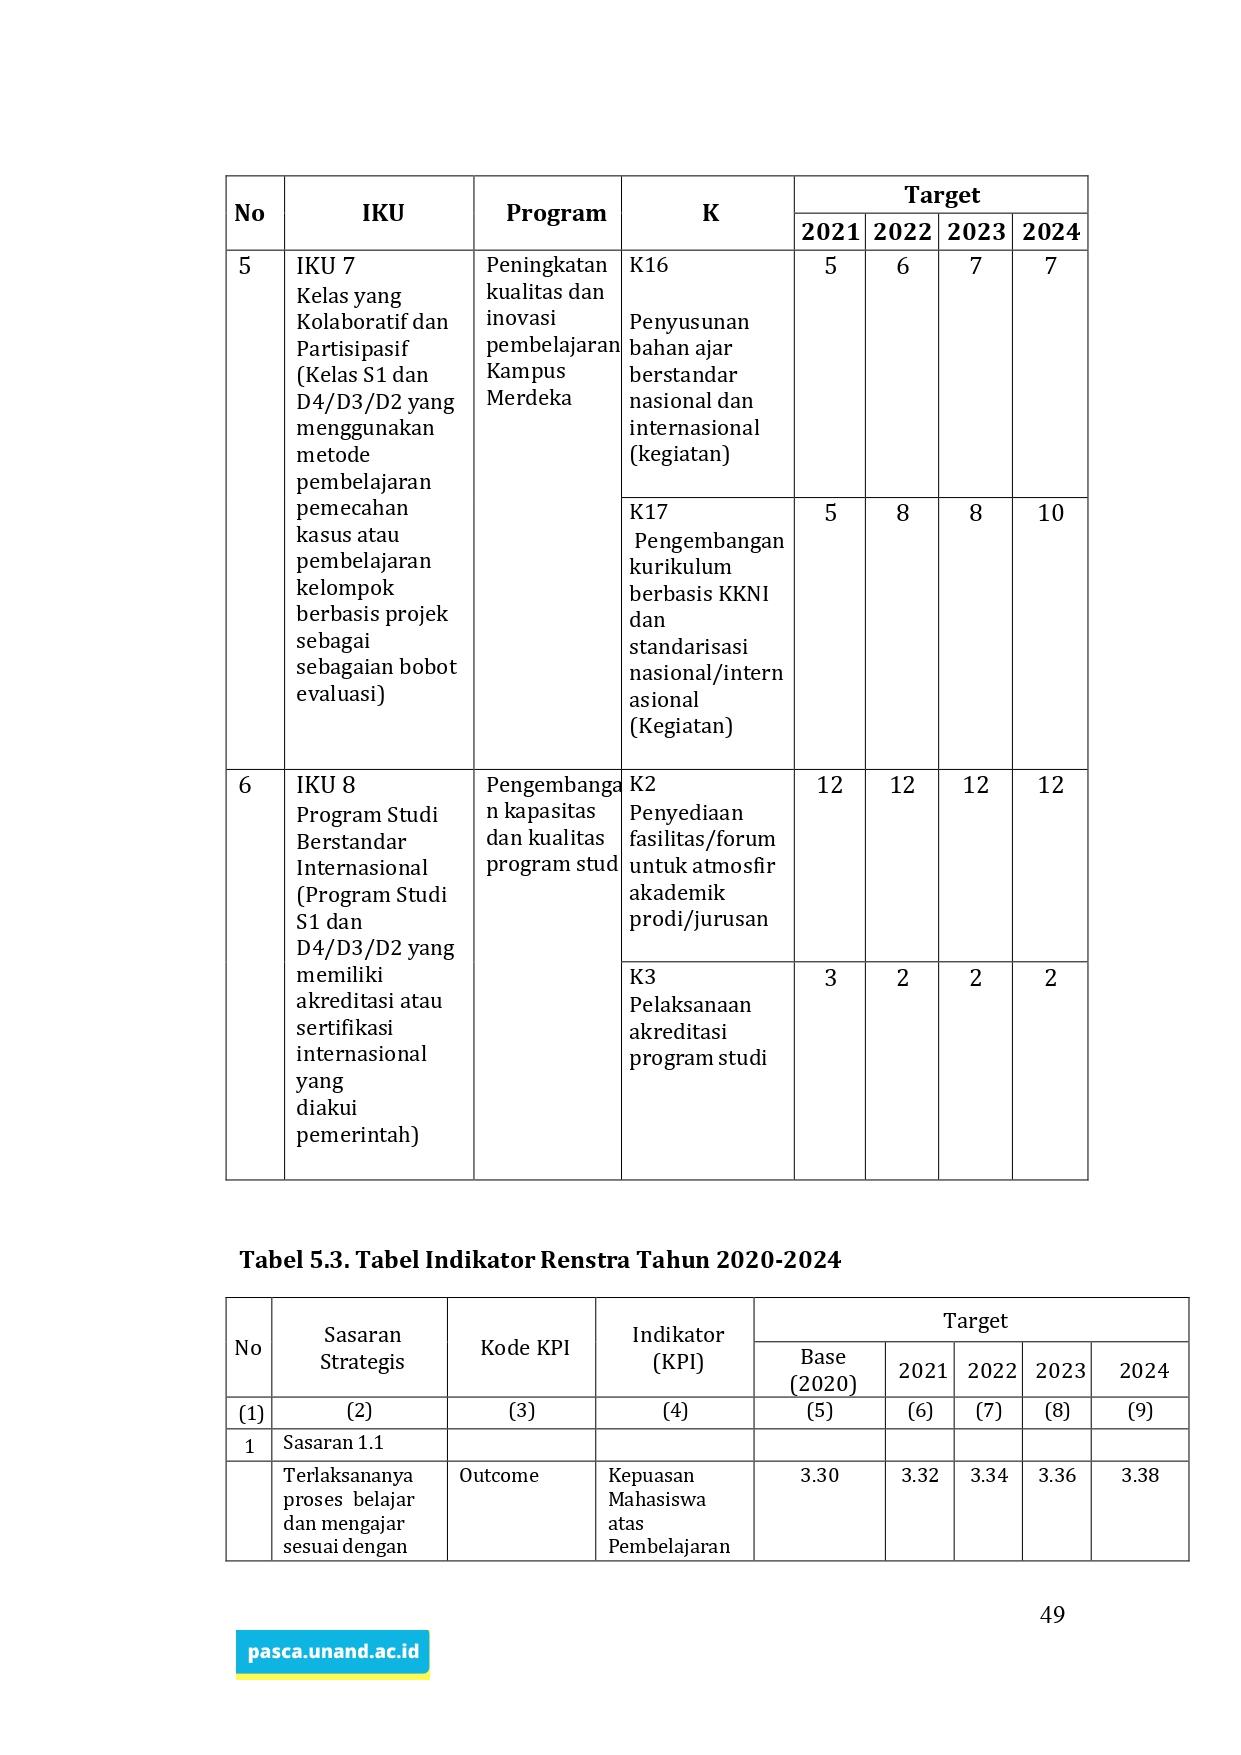 No IKU Program K Target
2021 2022 2023 2024
5 IKU 7
Kelas yang
Kolaboratif dan
Partisipasif
(Kelas S1 dan
D4/D3/D2 yang
menggunakan
metode
pembelajaran
pemecahan
kasus atau
pembelajaran
kelompok
berbasis projek
sebagai
sebagaian bobot
evaluasi)
Peningkatan
kualitas dan
inovasi
pembelajaran
Kampus
Merdeka
K16
Penyusunan
bahan ajar
berstandar
nasional dan
internasional
(kegiatan)
5 6 7 7
K17
Pengembangan
kurikulum
berbasis KKNI
dan
standarisasi
nasional/intern
asional
(Kegiatan)
5 8 8 10
6 IKU 8
Program Studi
Berstandar
Internasional
(Program Studi
S1 dan
D4/D3/D2 yang
memiliki
akreditasi atau
sertifikasi
internasional
yang
diakui
pemerintah)
Pengembanga
n kapasitas
dan kualitas
program stud
K2
Penyediaan
fasilitas/forum
untuk atmosfir
akademik
prodi/jurusan
12 12 12 12
K3
Pelaksanaan
akreditasi
program studi
3 2 2 2
Tabel 5.3. Tabel Indikator Renstra Tahun 2020-2024
No
Sasaran
Strategis
Kode KPI
Indikator
(KPI)
Target
Base
(2020)
2021 2022 2023 2024
(1) (2) (3) (4) (5) (6) (7) (8) (9)
1 Sasaran 1.1
Terlaksananya
proses belajar
dan mengajar
sesuai dengan
Outcome
Kepuasan
Mahasiswa
atas
Pembelajaran
3.30 3.32 3.34 3.36 3.38
49
pasca.unand.ac.id